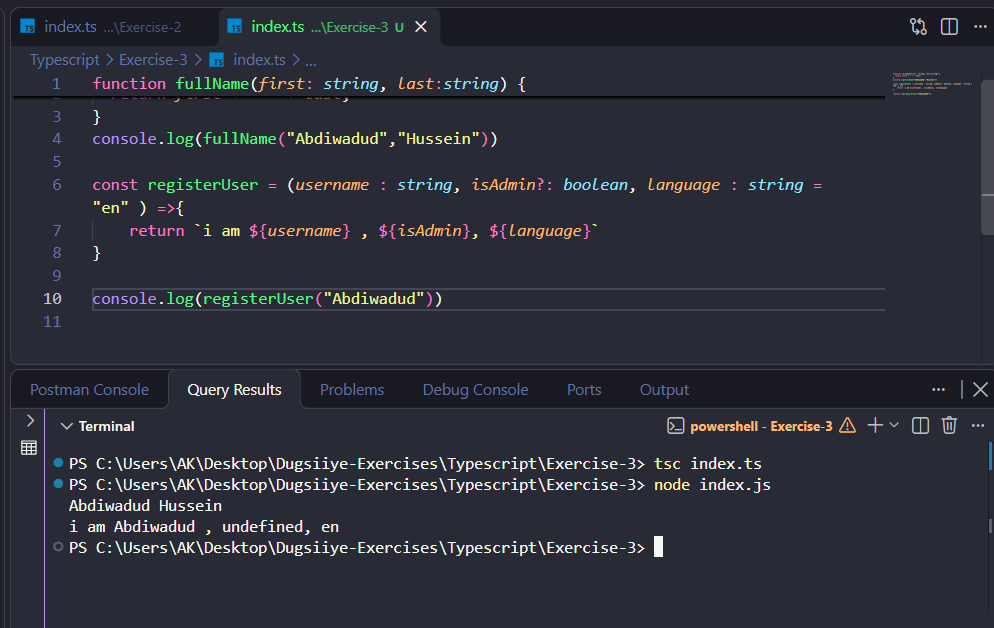 index.ts ...\Exercise-2
index.ts ...\Exercise-3 U
Typescript > Exercise-3 > index.ts > ...
1 function fullName(first: string, last:string) {
3 }
4 console.log(fullName("Abdiwadud","Hussein"))
5
6 const registerUser = (username : string, isAdmin?: boolean, language : string =
"en" ) =>{
7 return `i am ${username} , ${isAdmin}, ${language}`
8 }
9
10 console.log(registerUser("Abdiwadud"))
11
Postman Console Query Results Problems Debug Console Ports Output
Terminal
powershell - Exercise-3
PS C:\Users\AK\Desktop\Dugsiiye-Exercises\Typescript\Exercise-3> tsc index.ts
PS C:\Users\AK\Desktop\Dugsiiye-Exercises\Typescript\Exercise-3> node index.js
Abdiwadud Hussein
i am Abdiwadud , undefined, en
PS C:\Users\AK\Desktop\Dugsiiye-Exercises\Typescript\Exercise-3>